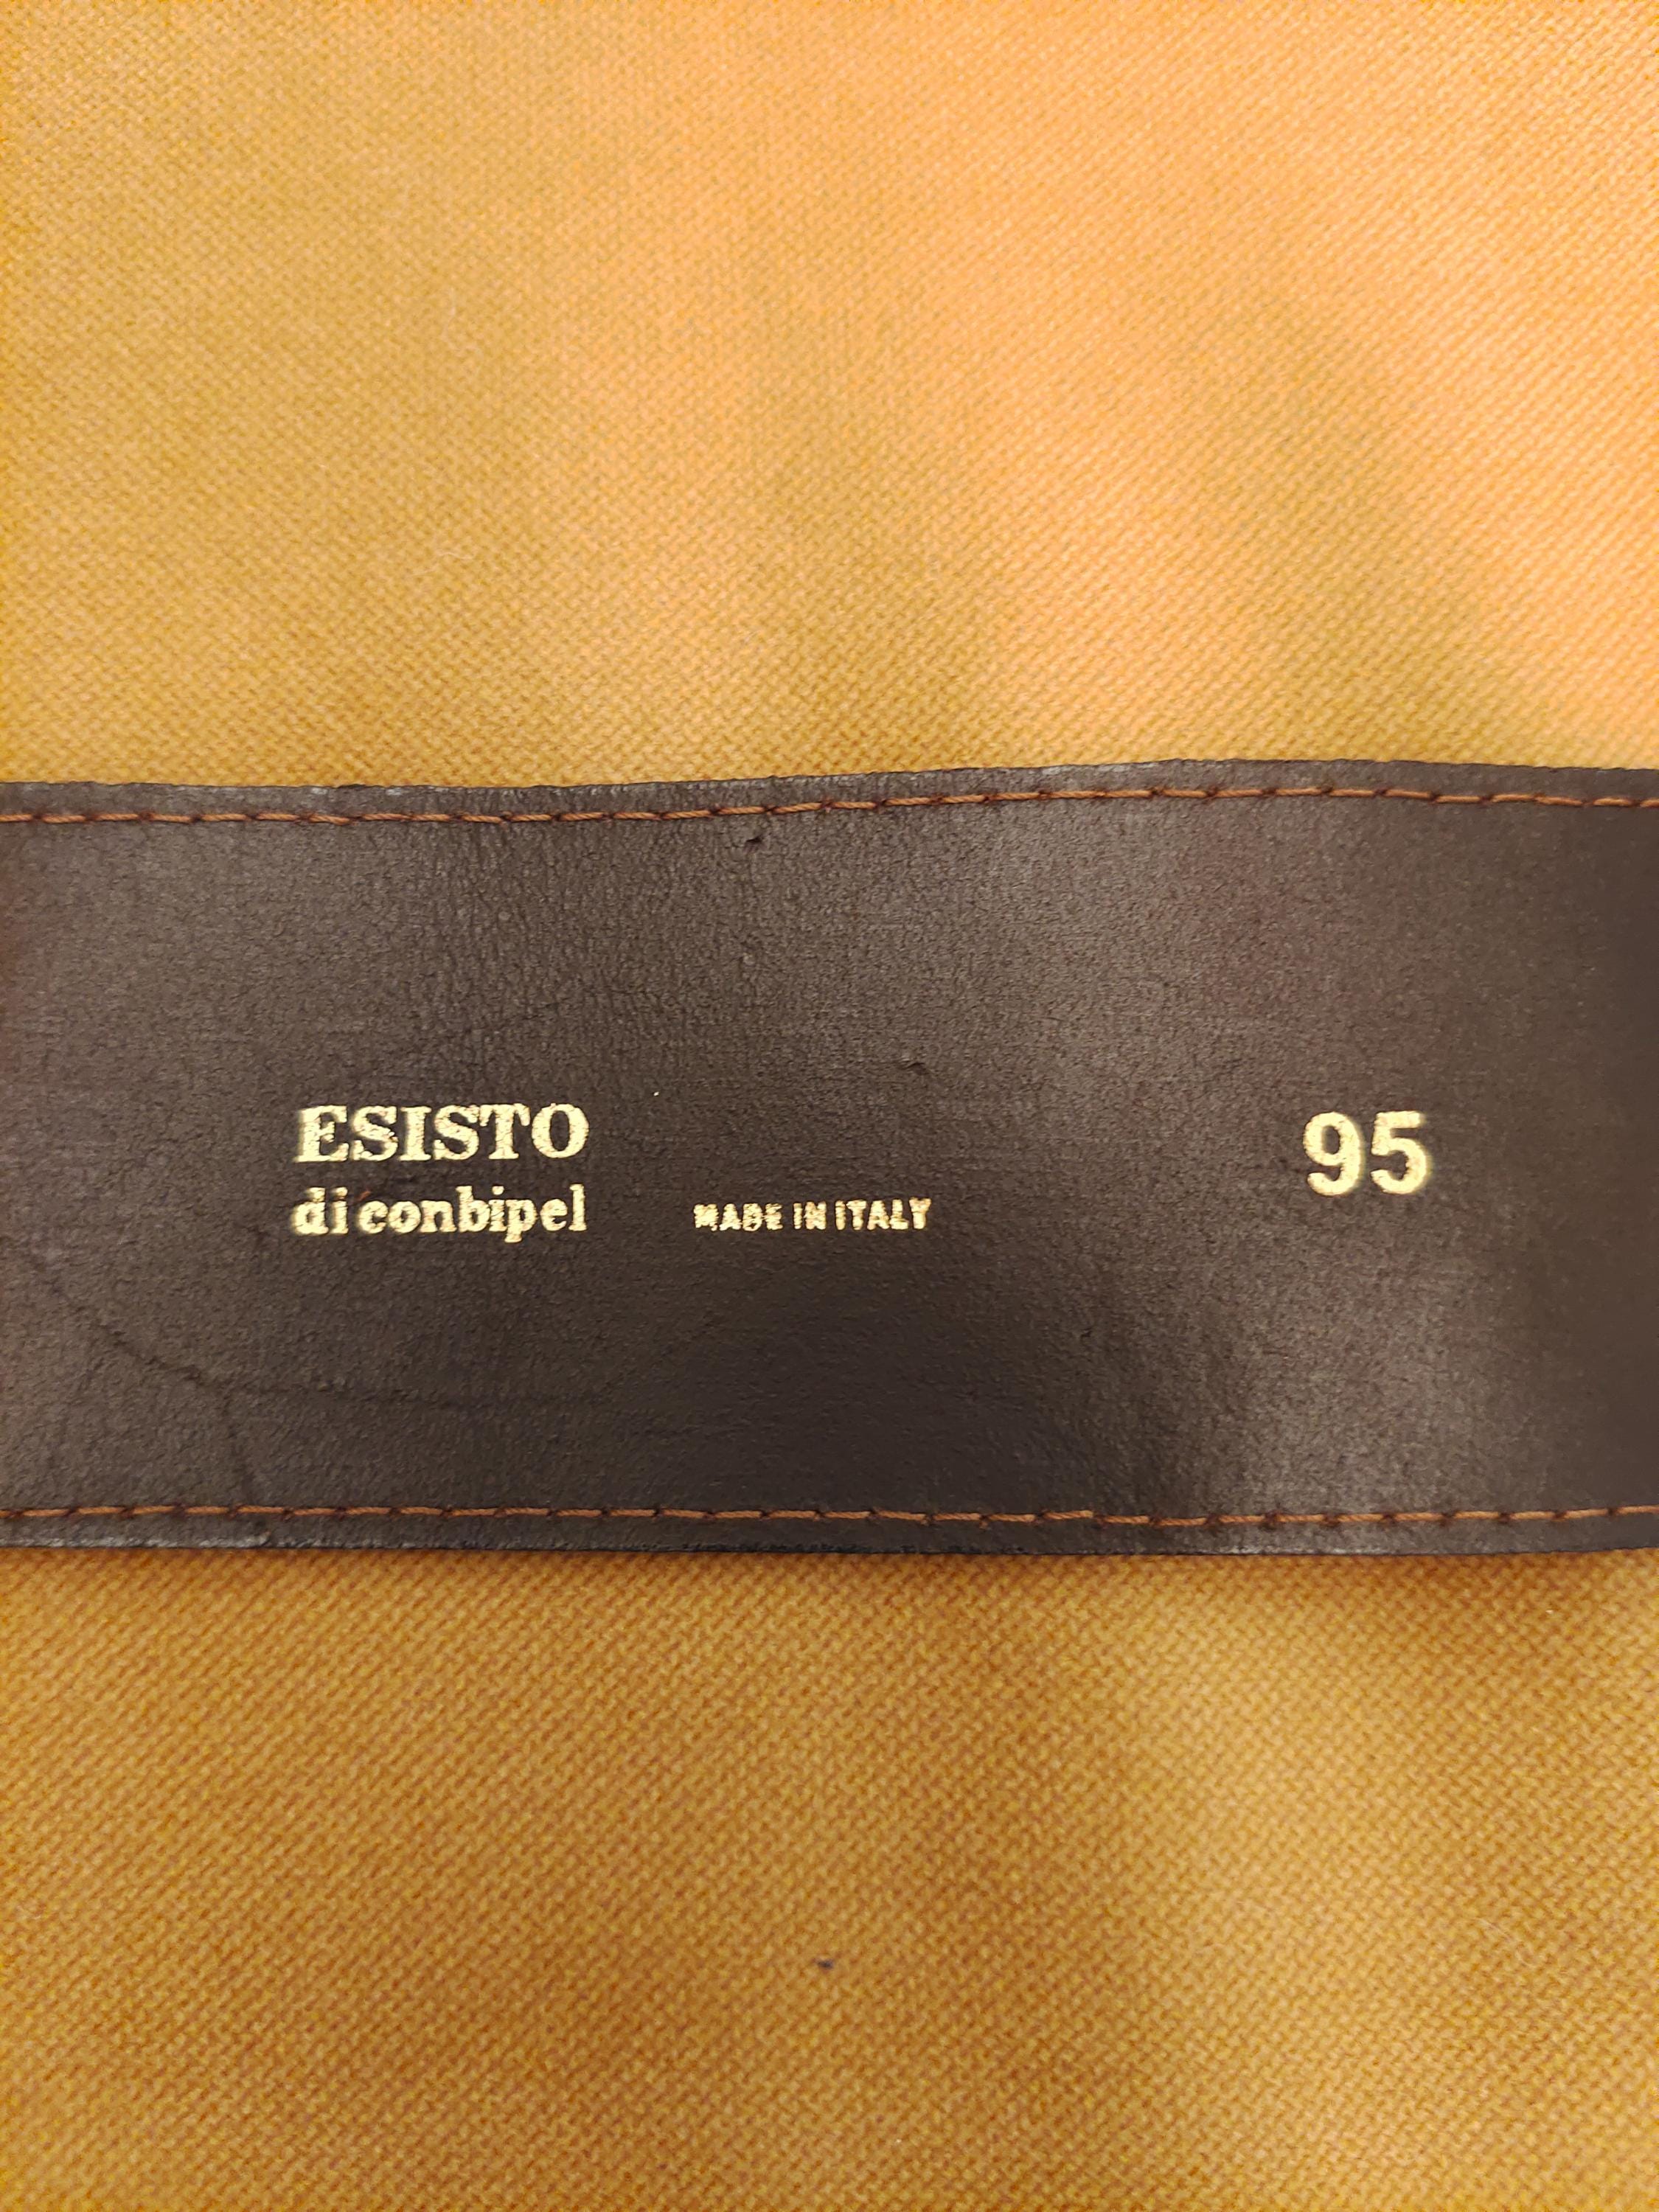 ESISTO
di conbipel
MADE IN ITALY
95